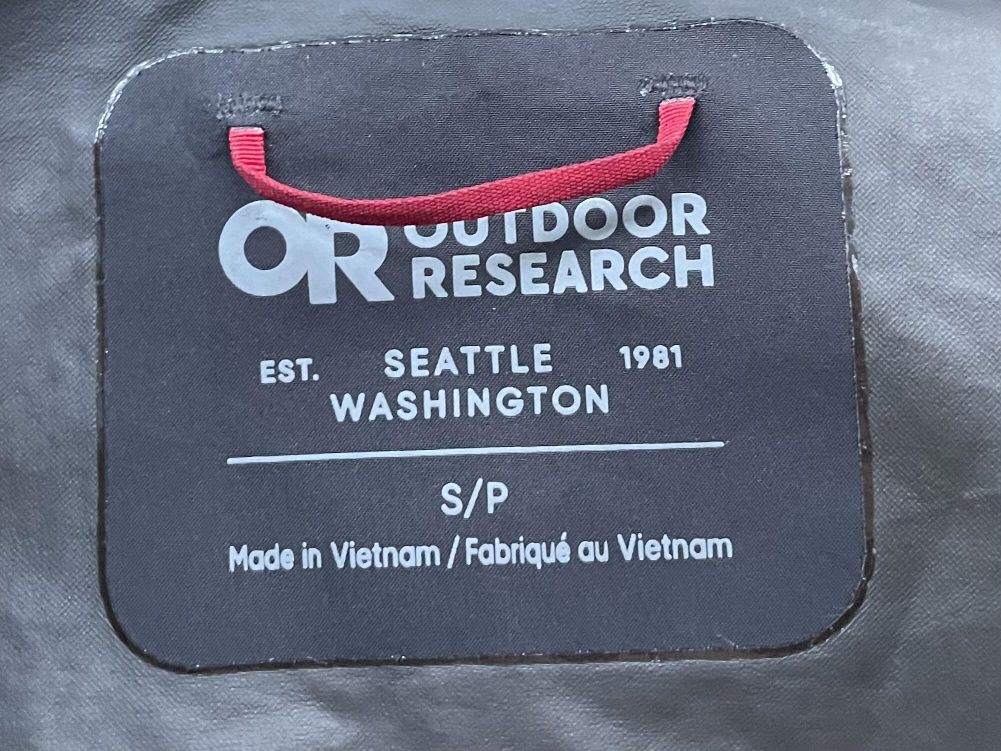 OR OUTDOOR
RESEARCH
EST. SEATTLE 1981
WASHINGTON
S/P
Made in Vietnam / Fabriqué au Vietnam